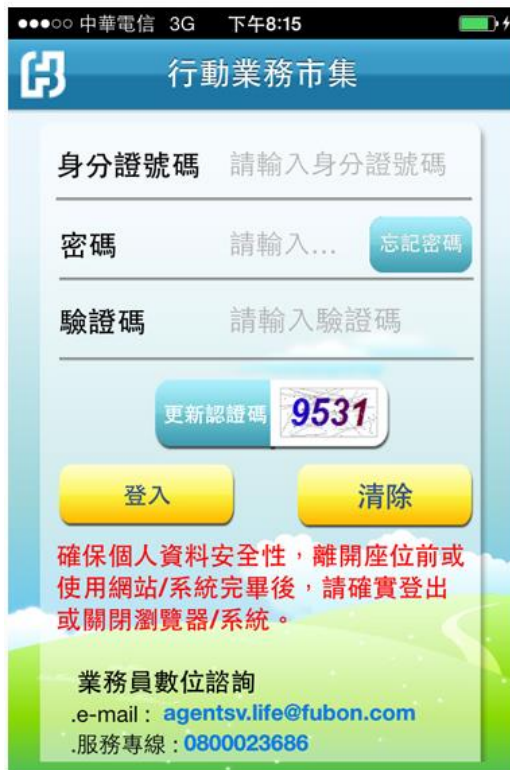 中華電信 3G 下午8:15
行動業務市集
身分證號碼 請輸入身分證號碼
密碼 請輸入... 忘記密碼
驗證碼 請輸入驗證碼
更新認證碼 9531
登入 清除
確保個人資料安全性，離開座位前或
使用網站/系統完畢後，請確實登出
或關閉瀏覽器/系統。
業務員數位諮詢
.e-mail : agentsv.life@fubon.com
.服務專線 : 0800023686